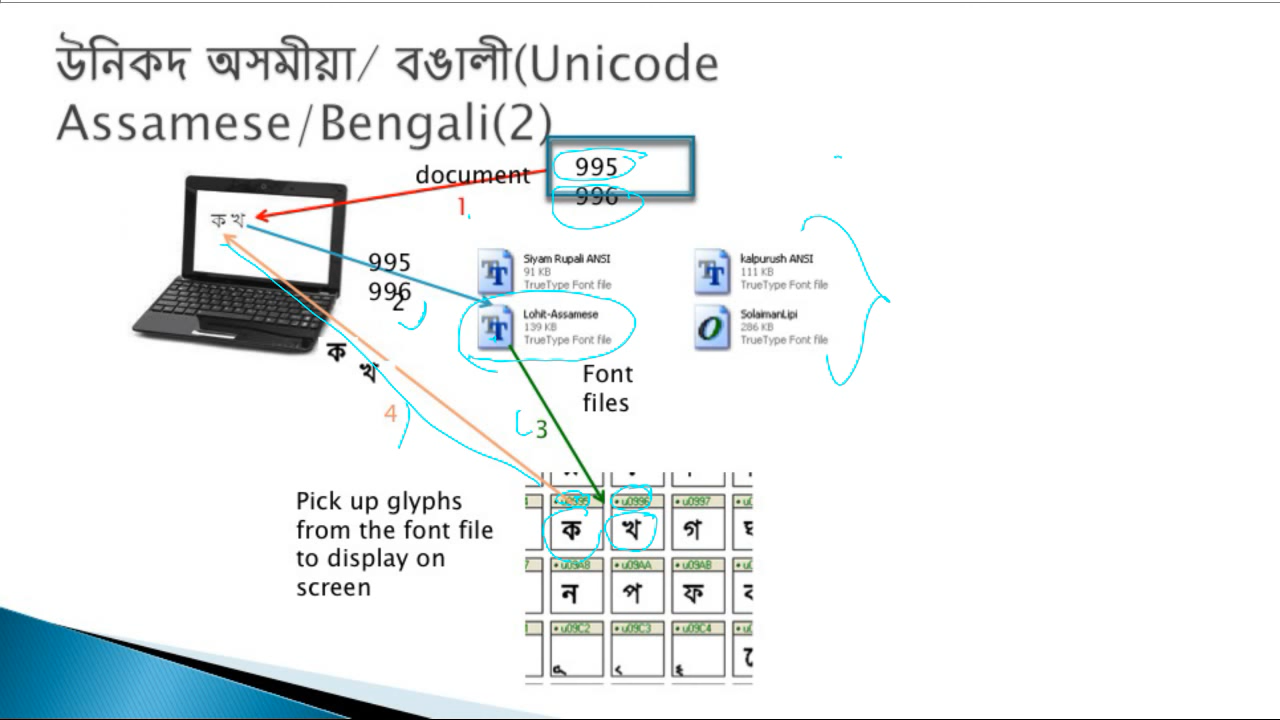 উনিকদ অসমীয়া/ বঙালী(Unicode
Assamese/Bengali(2)
document
995
996
1
ক খ
995
996
2
Siyam Rupali ANSI
91 KB
TrueType Font file
kalpurush ANSI
111 KB
TrueType Font file
Lohit-Assamese
139 KB
TrueType Font file
SolaimanLipi
286 KB
TrueType Font file
ক
খ
Font
files
4
3
Pick up glyphs
from the font file
to display on
screen
u0995 u0996 u0997
ক খ গ
u09A8 u09AA u09AB
ন প ফ
u09C2 u09C3 u09C4
ূ ৃ ৄ